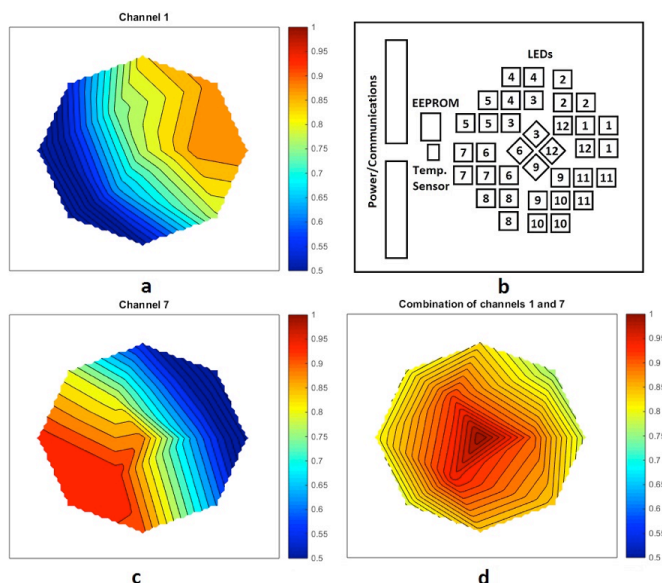 Channel 1
1
0.95
0.9
0.85
0.8
0.75
0.7
0.65
0.6
0.55
0.5
a
LEDs
Power/Communications
EEPROM
Temp.
Sensor
4 4 2
5 4 3 2 2
5 5 3 3 12 1 1
7 6 6 12 12 1
7 7 6 9 9 11 11
8 8 9 10 11
8 10 10
b
Channel 7
1
0.95
0.9
0.85
0.8
0.75
0.7
0.65
0.6
0.55
0.5
c
Combination of channels 1 and 7
1
0.95
0.9
0.85
0.8
0.75
0.7
0.65
0.6
0.55
0.5
d